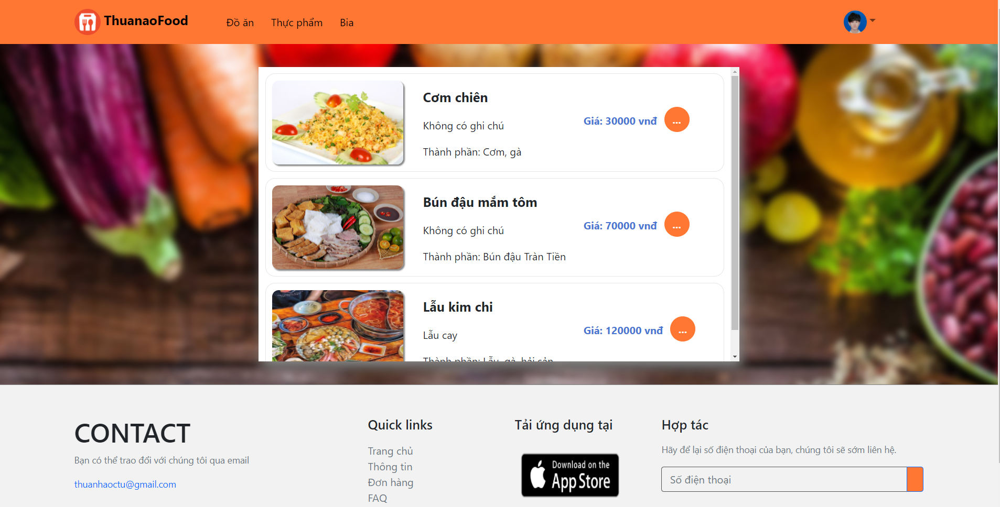 ThuanaoFood
Đồ ăn
Thực phẩm
Bia
Cơm chiên
Không có ghi chú
Thành phần: Cơm, gà
Giá: 30000 vnđ
...
Bún đậu mắm tôm
Không có ghi chú
Thành phần: Bún đậu Tràn Tiền
Giá: 70000 vnđ
...
Lẫu kim chi
Lẫu cay
Thành phần: Lẫu, gà, hải sản
Giá: 120000 vnđ
...
CONTACT
Bạn có thể trao đổi với chúng tôi qua email
thuanhaoctu@gmail.com
Quick links
Trang chủ
Thông tin
Đơn hàng
FAQ
Tải ứng dụng tại
Download on the
App Store
Hợp tác
Hãy để lại số điện thoại của bạn, chúng tôi sẽ sớm liên hệ.
Số điện thoại